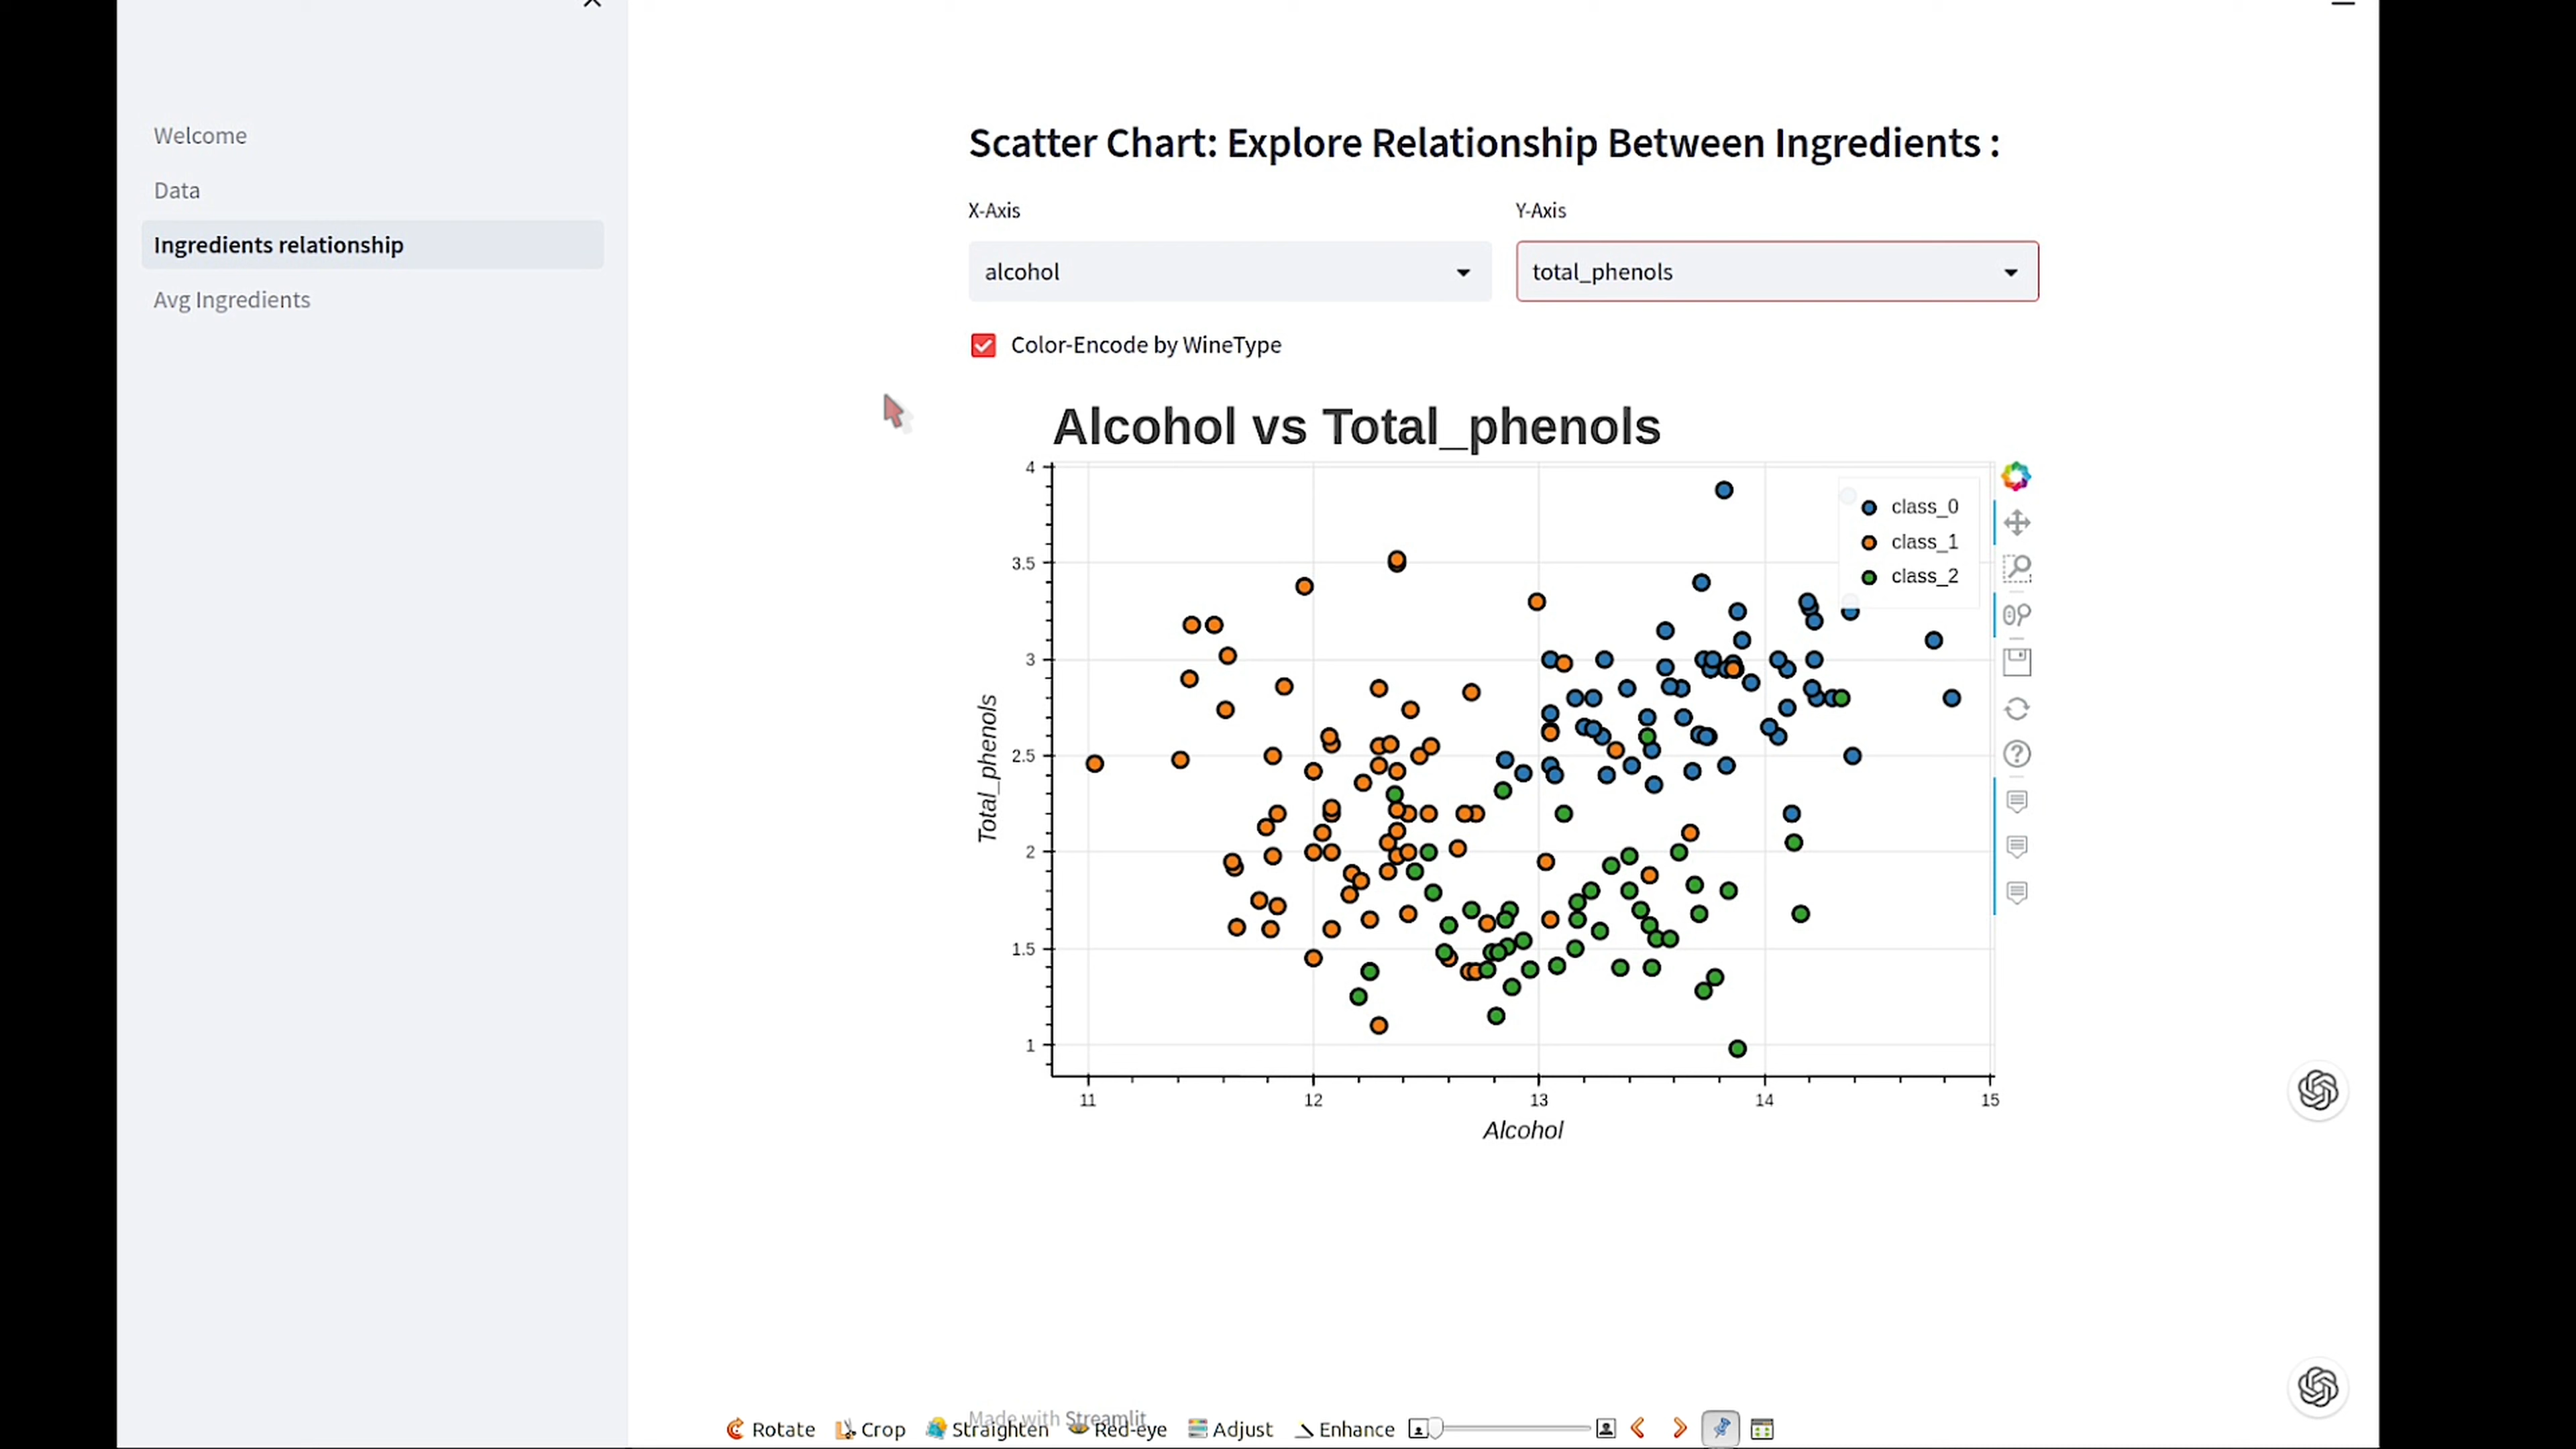 Welcome
Data
Ingredients relationship
Avg Ingredients
Scatter Chart: Explore Relationship Between Ingredients :
X-Axis
Y-Axis
alcohol
total_phenols
Color-Encode by WineType
Alcohol vs Total_phenols
class_0
class_1
class_2
4
3.5
3
2.5
2
1.5
1
Total_phenols
11
12
13
14
15
Alcohol
Made with Streamlit
Rotate
Crop
Straighten
Red-eye
Adjust
Enhance